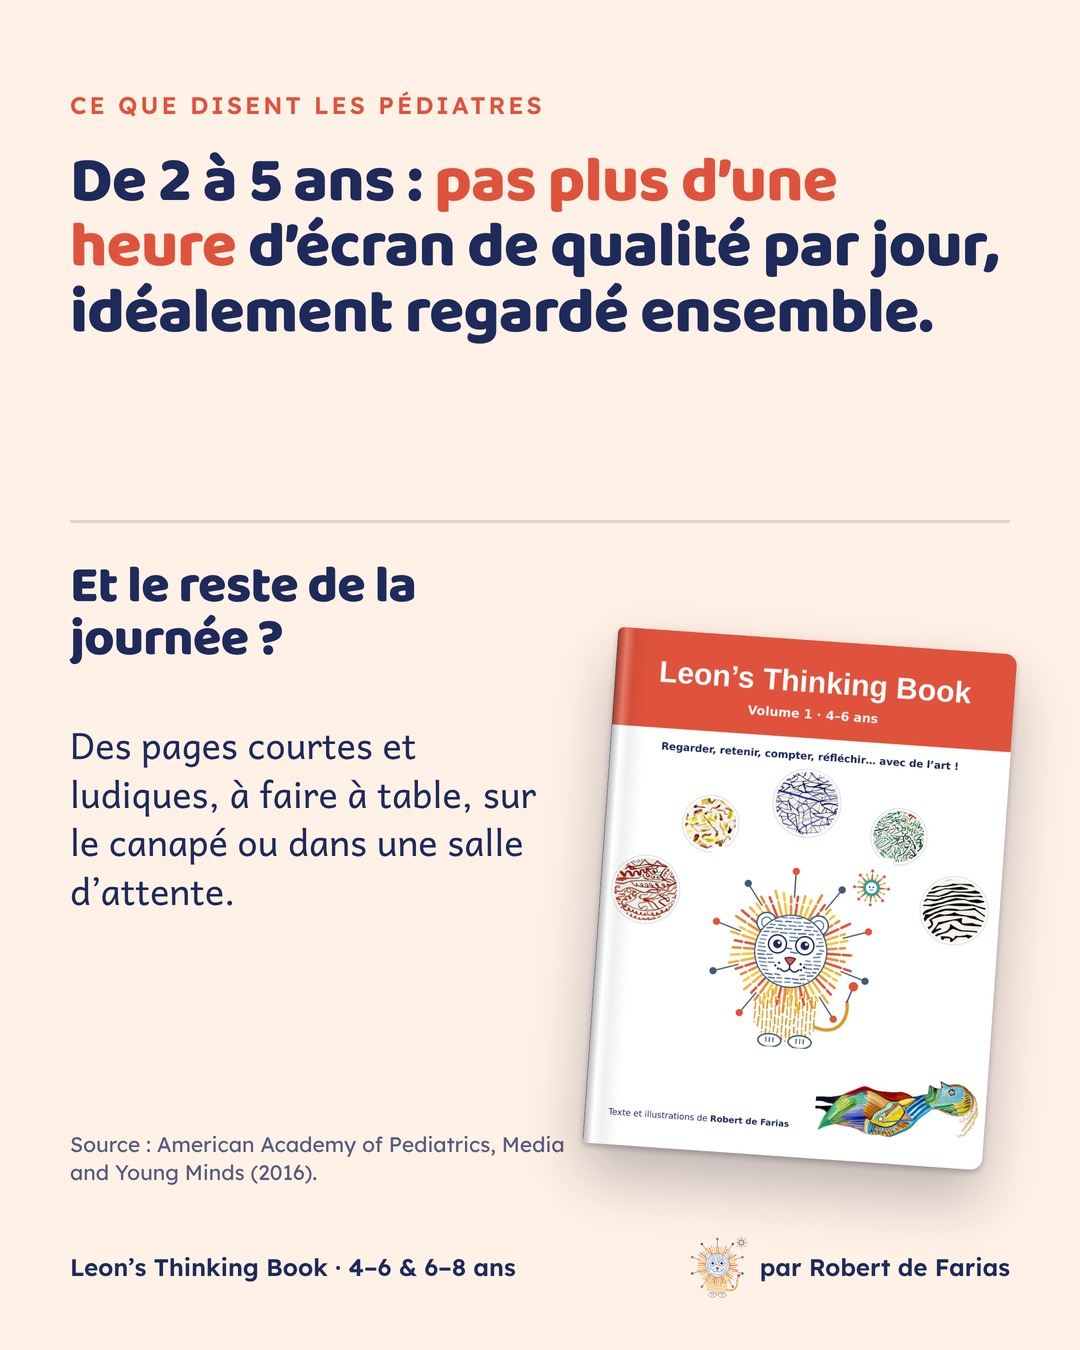 CE QUE DISENT LES PÉDIATRES
De 2 à 5 ans : pas plus d’une
heure d’écran de qualité par jour,
idéalement regardé ensemble.
Et le reste de la
journée ?
Des pages courtes et
ludiques, à faire à table, sur
le canapé ou dans une salle
d’attente.
Leon’s Thinking Book
Volume 1 · 4–6 ans
Regarder, retenir, compter, réfléchir… avec de l’art !
Texte et illustrations de Robert de Farias
Source : American Academy of Pediatrics, Media
and Young Minds (2016).
Leon’s Thinking Book · 4–6 & 6–8 ans
par Robert de Farias